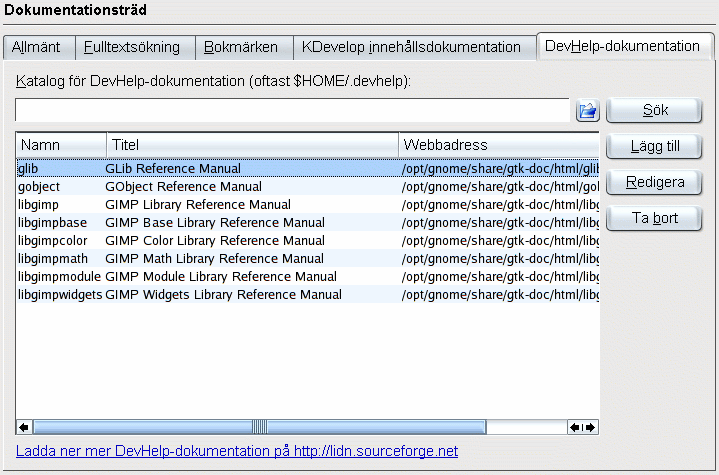 Dokumentationsträd
Allmänt Fulltextsökning Bokmärken KDevelop innehållsdokumentation DevHelp-dokumentation
Katalog för DevHelp-dokumentation (oftast $HOME/.devhelp):
Sök
Namn Titel Webbadress
Lägg till
glib GLib Reference Manual /opt/gnome/share/gtk-doc/html/glib
gobject GObject Reference Manual /opt/gnome/share/gtk-doc/html/gol
Redigera
libgimp GIMP Library Reference Manual /opt/gnome/share/gtk-doc/html/libg
libgimpbase GIMP Base Library Reference Manual /opt/gnome/share/gtk-doc/html/libg
Ta bort
libgimpcolor GIMP Color Library Reference Manual /opt/gnome/share/gtk-doc/html/libg
libgimpmath GIMP Math Library Reference Manual /opt/gnome/share/gtk-doc/html/libg
libgimpmodule GIMP Module Library Reference Manual /opt/gnome/share/gtk-doc/html/libg
libgimpwidgets GIMP Widgets Library Reference Manual /opt/gnome/share/gtk-doc/html/libg
Ladda ner mer DevHelp-dokumentation på http://lidn.sourceforge.net